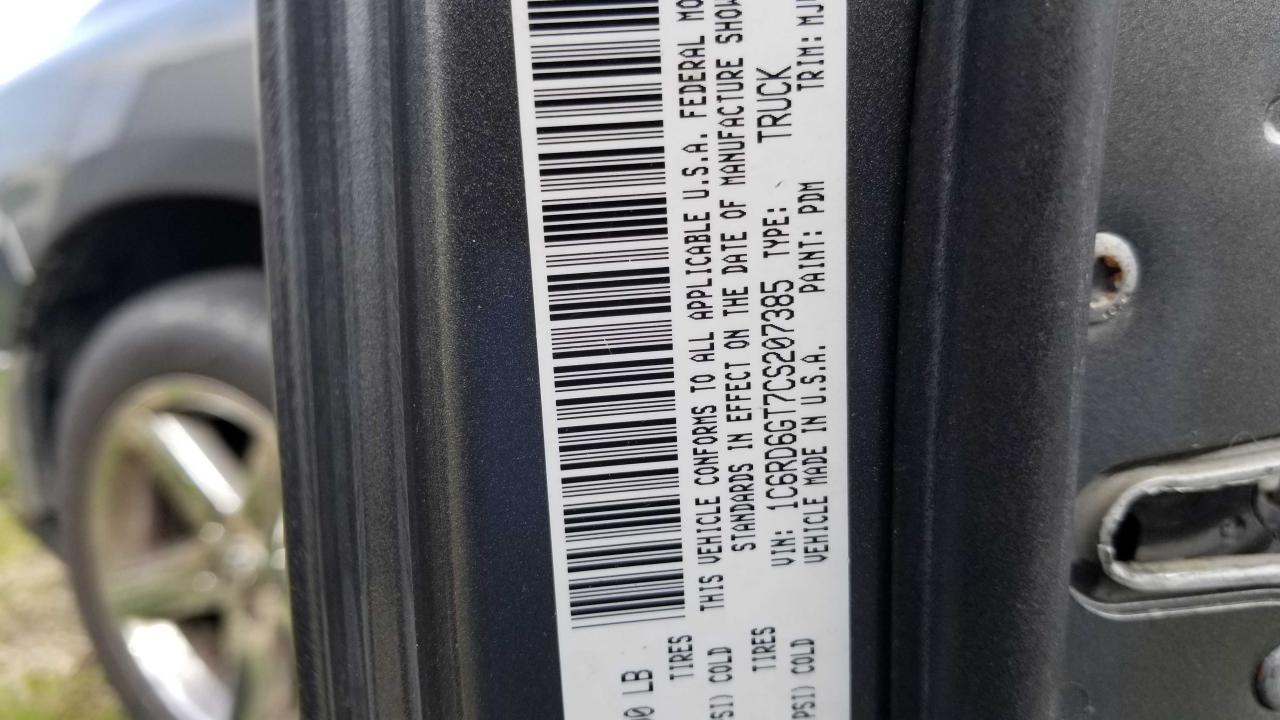 THIS VEHICLE CONFORMS TO ALL APPLICABLE U.S.A. FEDERAL
STANDARDS IN EFFECT ON THE DATE OF MANUFACTURE
VIN: 1C6RD6GT7CS207385 TYPE: TRUCK
VEHICLE MADE IN U.S.A. PAINT: PDM TRIM: MJ
LB
TIRES
COLD
TIRES
COLD